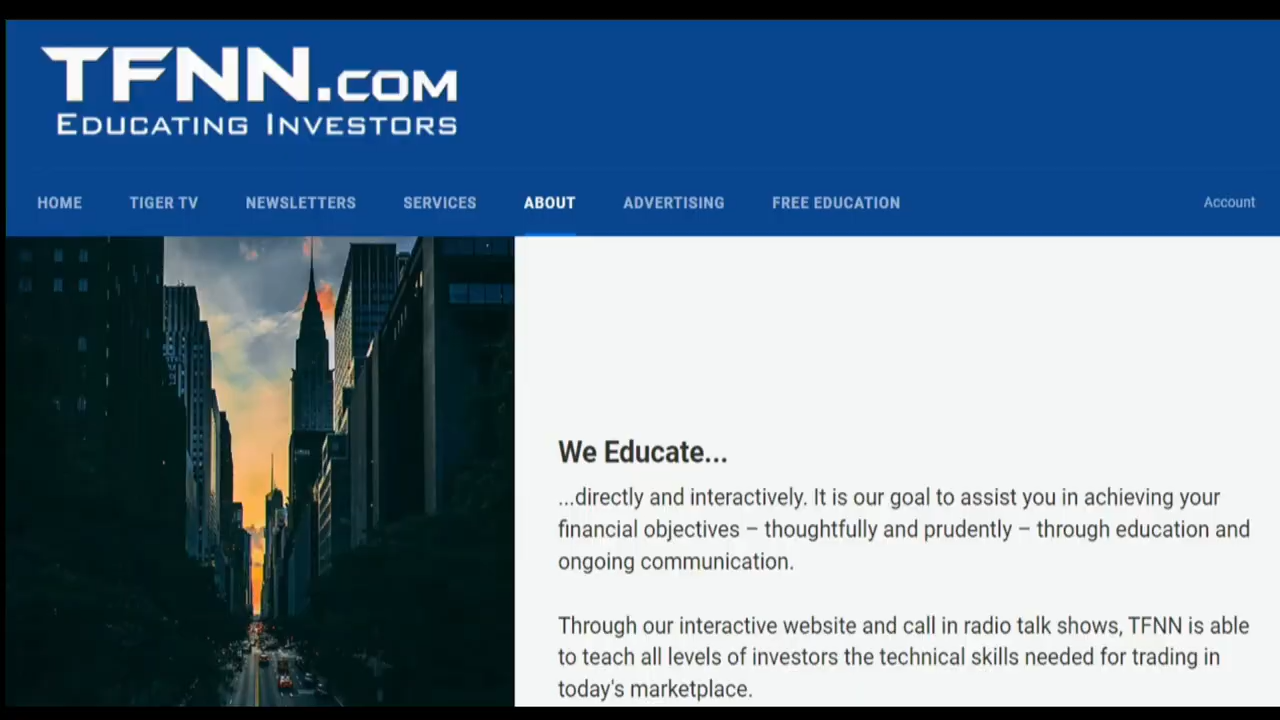 TFNN.COM
EDUCATING INVESTORS
HOME TIGER TV NEWSLETTERS SERVICES ABOUT ADVERTISING FREE EDUCATION Account
We Educate...
...directly and interactively. It is our goal to assist you in achieving your
financial objectives – thoughtfully and prudently – through education and
ongoing communication.
Through our interactive website and call in radio talk shows, TFNN is able
to teach all levels of investors the technical skills needed for trading in
today's marketplace.